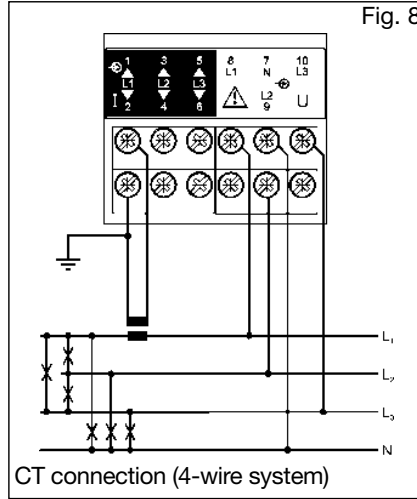 Fig. 8
1 3 5 8 7 10
L1 N L3
L1 L2 L3
L2
I 2 4 6 9 U
L1
L2
L3
N
CT connection (4-wire system)